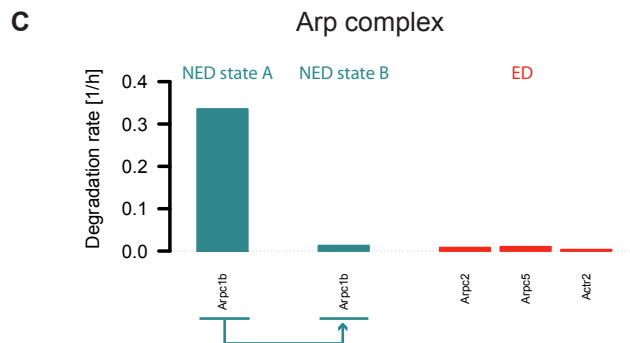 C
Arp complex
NED state A
NED state B
ED
Degradation rate [1/h]
0.4
0.3
0.2
0.1
0.0
Arpc1b
Arpc1b
Arpc2
Arpc5
Actr2